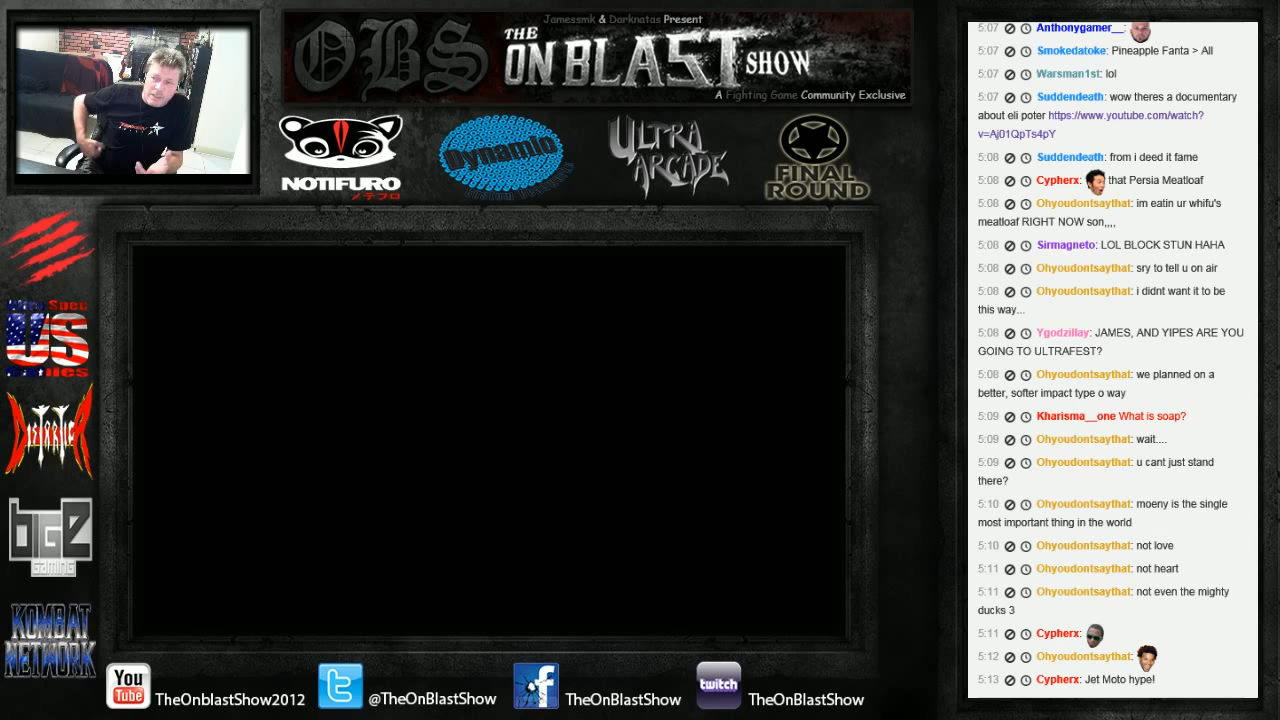 Jamessmk & Darknatas Present
OBS
THE
ON BLAST
SHOW
A Fighting Game Community Exclusive
NOTIFURO
ノチフロ
Dynamic
ULTRA
ARCADE
FINAL
ROUND
US
BIGE
GAMING
KOMBAT
NETWORK
You
Tube
TheOnblastShow2012
@TheOnBlastShow
TheOnBlastShow
twitch
TheOnBlastShow
5:07 Anthonygamer__:
5:07 Smokedatoke: Pineapple Fanta > All
5:07 Warsman1st: lol
5:07 Suddendeath: wow theres a documentary
about eli poter https://www.youtube.com/watch?
v=Aj01QpTs4pY
5:08 Suddendeath: from i deed it fame
5:08 Cypherx: that Persia Meatloaf
5:08 Ohyoudontsaythat: im eatin ur whifu's
meatloaf RIGHT NOW son,,,,
5:08 Sirmagneto: LOL BLOCK STUN HAHA
5:08 Ohyoudontsaythat: sry to tell u on air
5:08 Ohyoudontsaythat: i didnt want it to be
this way...
5:08 Ygodzillay: JAMES, AND YIPES ARE YOU
GOING TO ULTRAFEST?
5:08 Ohyoudontsaythat: we planned on a
better, softer impact type o way
5:09 Kharisma__one What is soap?
5:09 Ohyoudontsaythat: wait....
5:09 Ohyoudontsaythat: u cant just stand
there?
5:10 Ohyoudontsaythat: moeny is the single
most important thing in the world
5:10 Ohyoudontsaythat: not love
5:11 Ohyoudontsaythat: not heart
5:11 Ohyoudontsaythat: not even the mighty
ducks 3
5:11 Cypherx:
5:12 Ohyoudontsaythat:
5:13 Cypherx: Jet Moto hype!